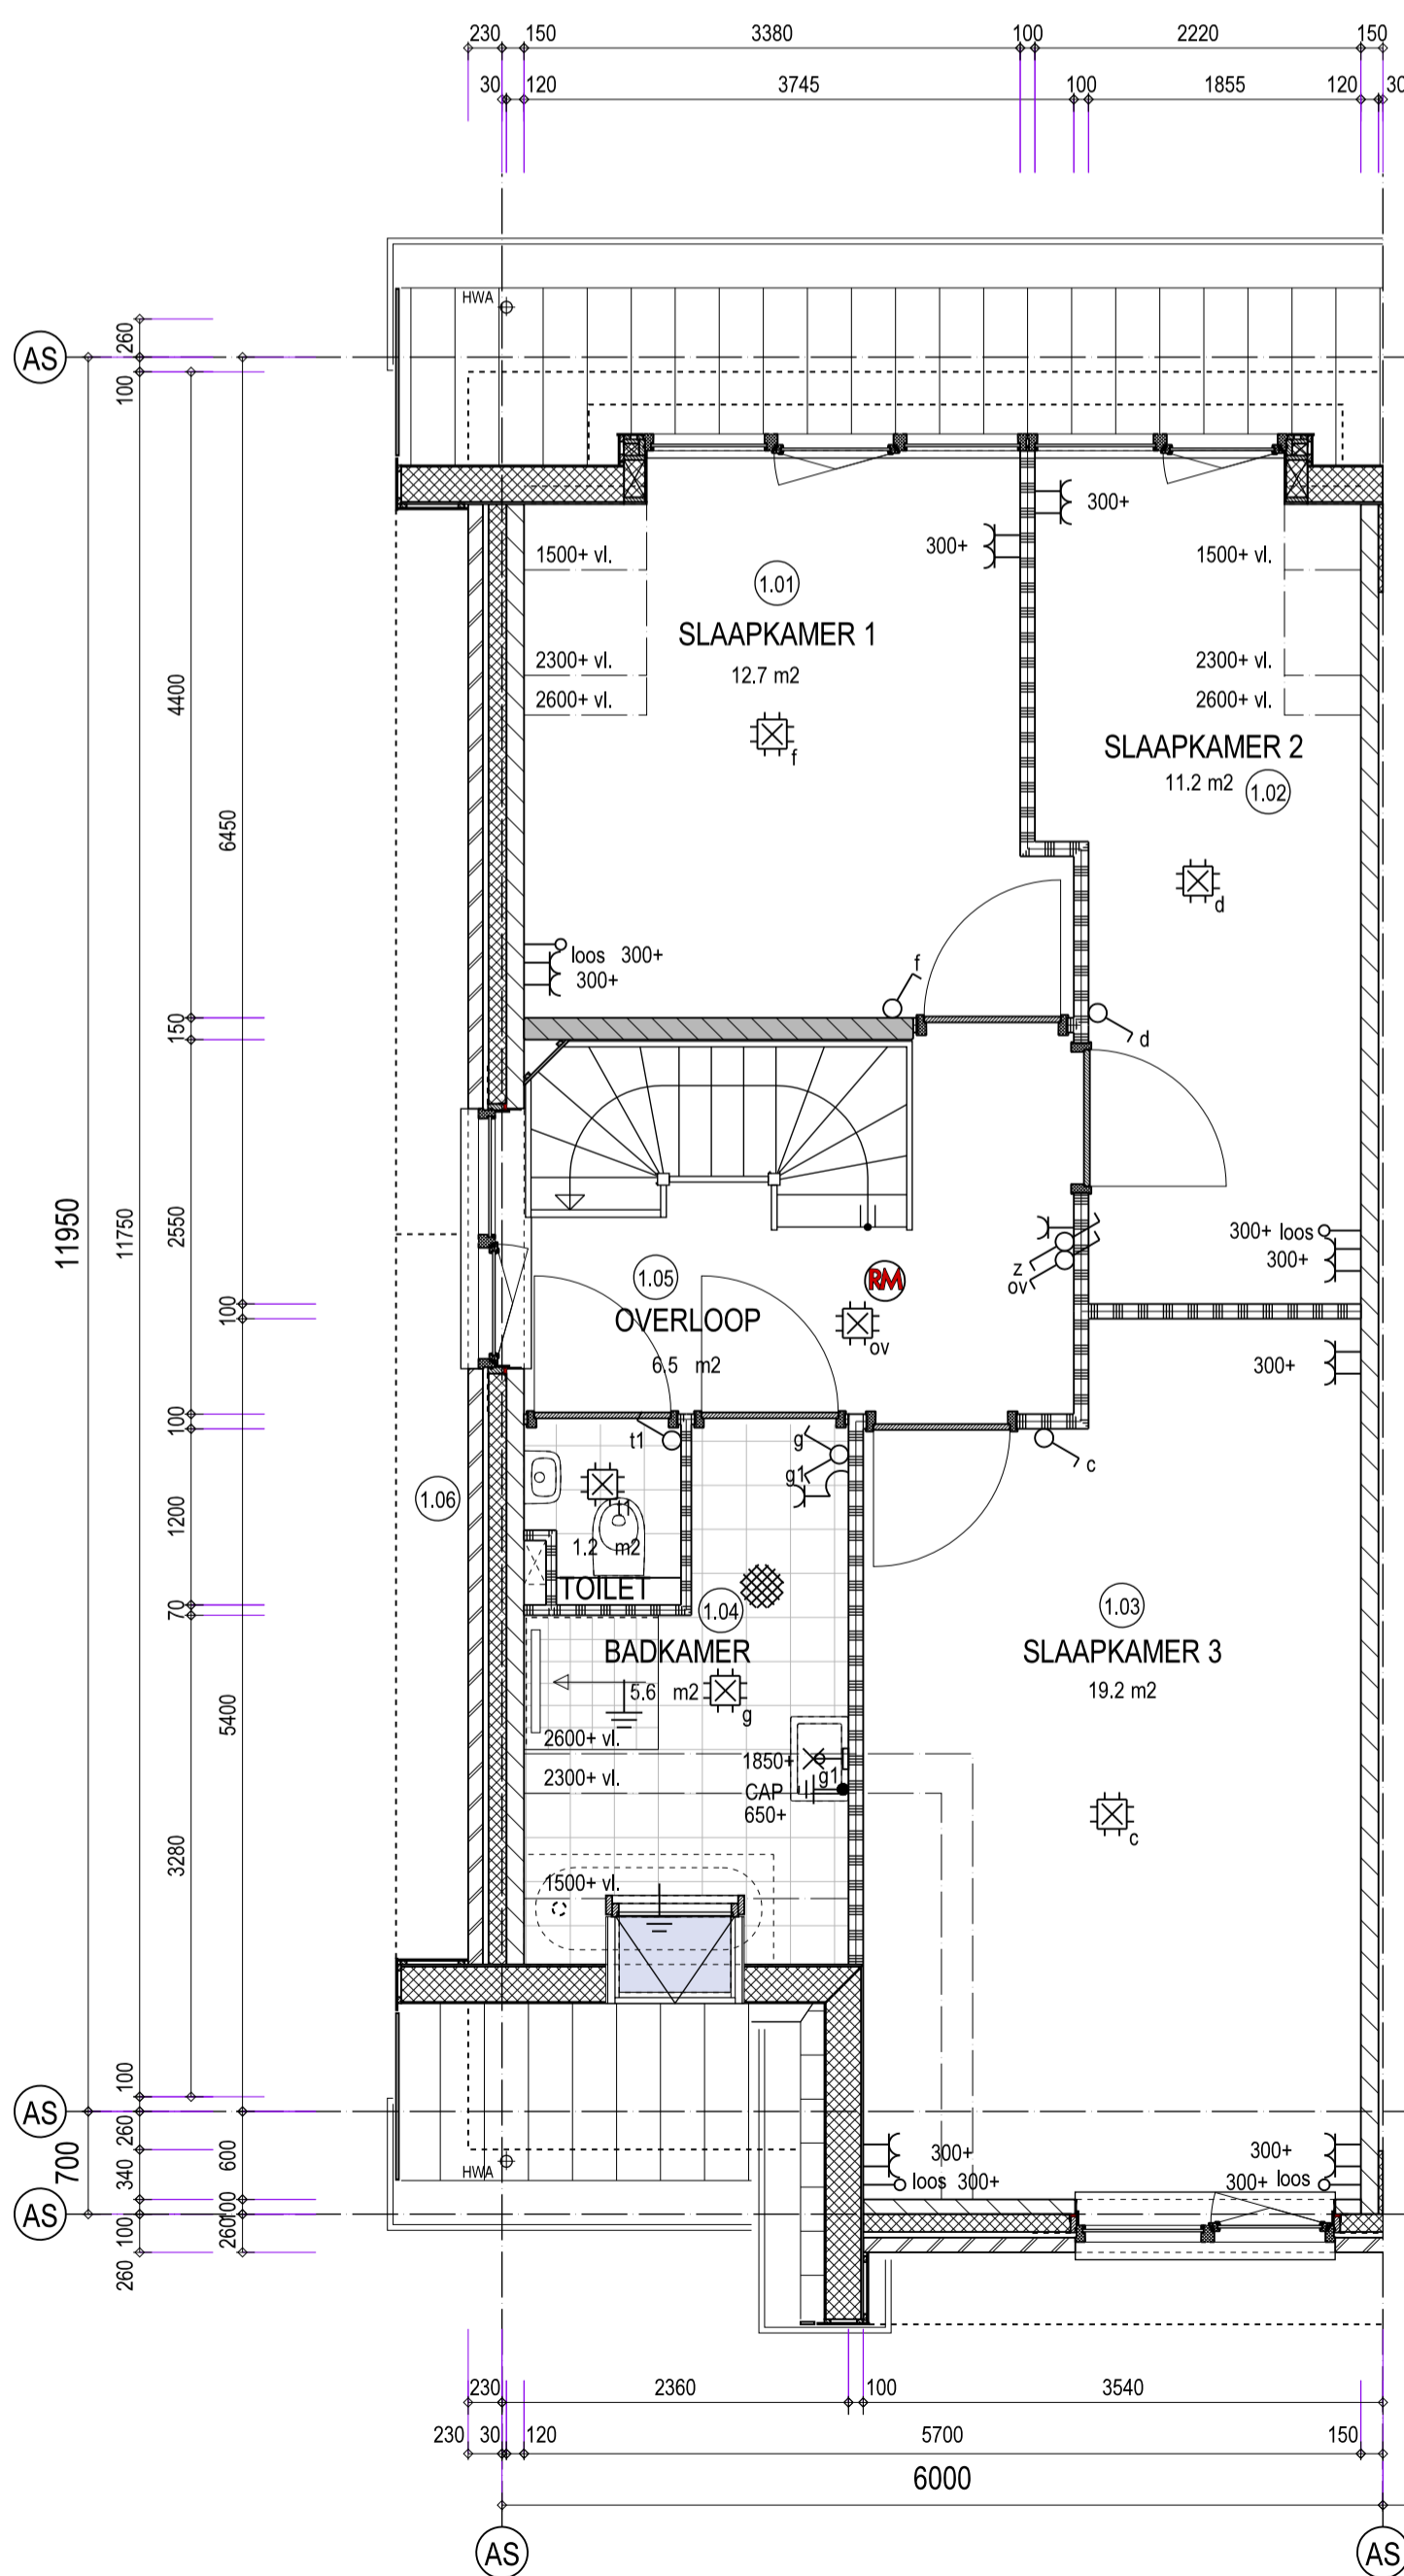 230 150 3380 100 2220 150
30 120 3745 100 1855 120 30
HWA
AS
260
100
300+
300+
1500+ vl.
1500+ vl.
1.01
SLAAPKAMER 1
12.7 m2
2300+ vl.
2300+ vl.
2600+ vl.
2600+ vl.
4400
f
SLAAPKAMER 2
11.2 m2
1.02
6450
d
loos 300+
300+
f
d
150
11950
11750
2550
300+ loos
300+
z
ov
1.05
RM
OVERLOOP
ov
6.5 m2
100
300+
100
t1
g
g1
c
1.06
t1
1200
1.2 m2
TOILET
70
1.04
1.03
BADKAMER
5.6 m2
g
SLAAPKAMER 3
19.2 m2
5400
2600+ vl.
1850+
2300+ vl.
g1
CAP
650+
c
3280
1500+ vl.
100
AS
260
700
600
340
HWA
300+
loos 300+
300+
300+ loos
AS
100
100
260
260
230 2360 100 3540
230 30 120 5700 150
6000
AS AS